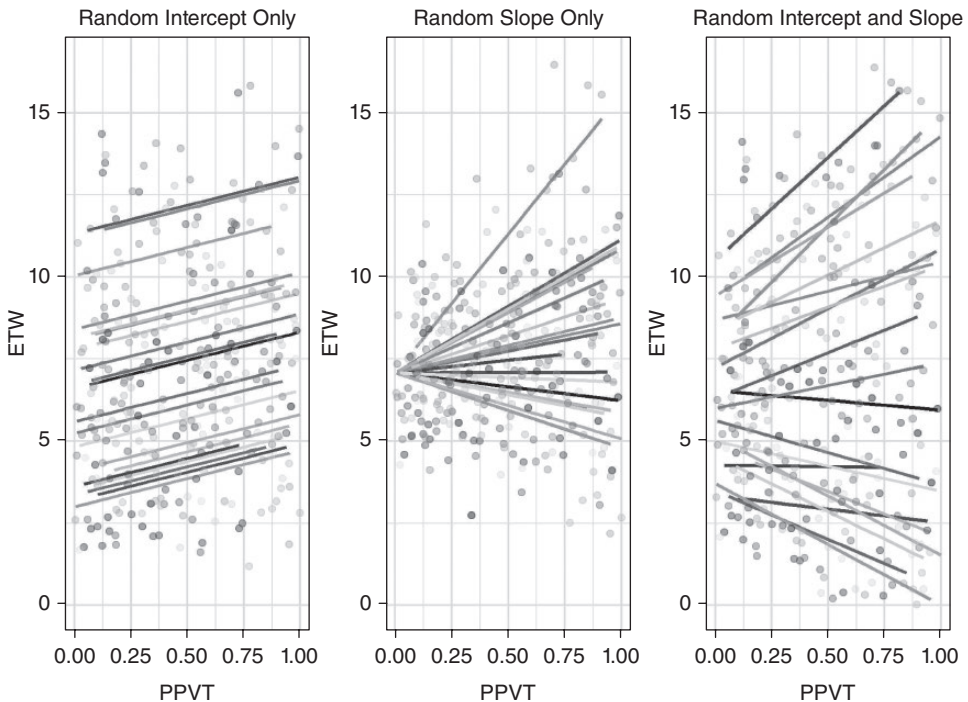 Random Intercept Only
Random Slope Only
Random Intercept and Slope
ETW
15
10
5
0
0.00 0.25 0.50 0.75 1.00
PPVT
ETW
15
10
5
0
0.00 0.25 0.50 0.75 1.00
PPVT
ETW
15
10
5
0
0.00 0.25 0.50 0.75 1.00
PPVT